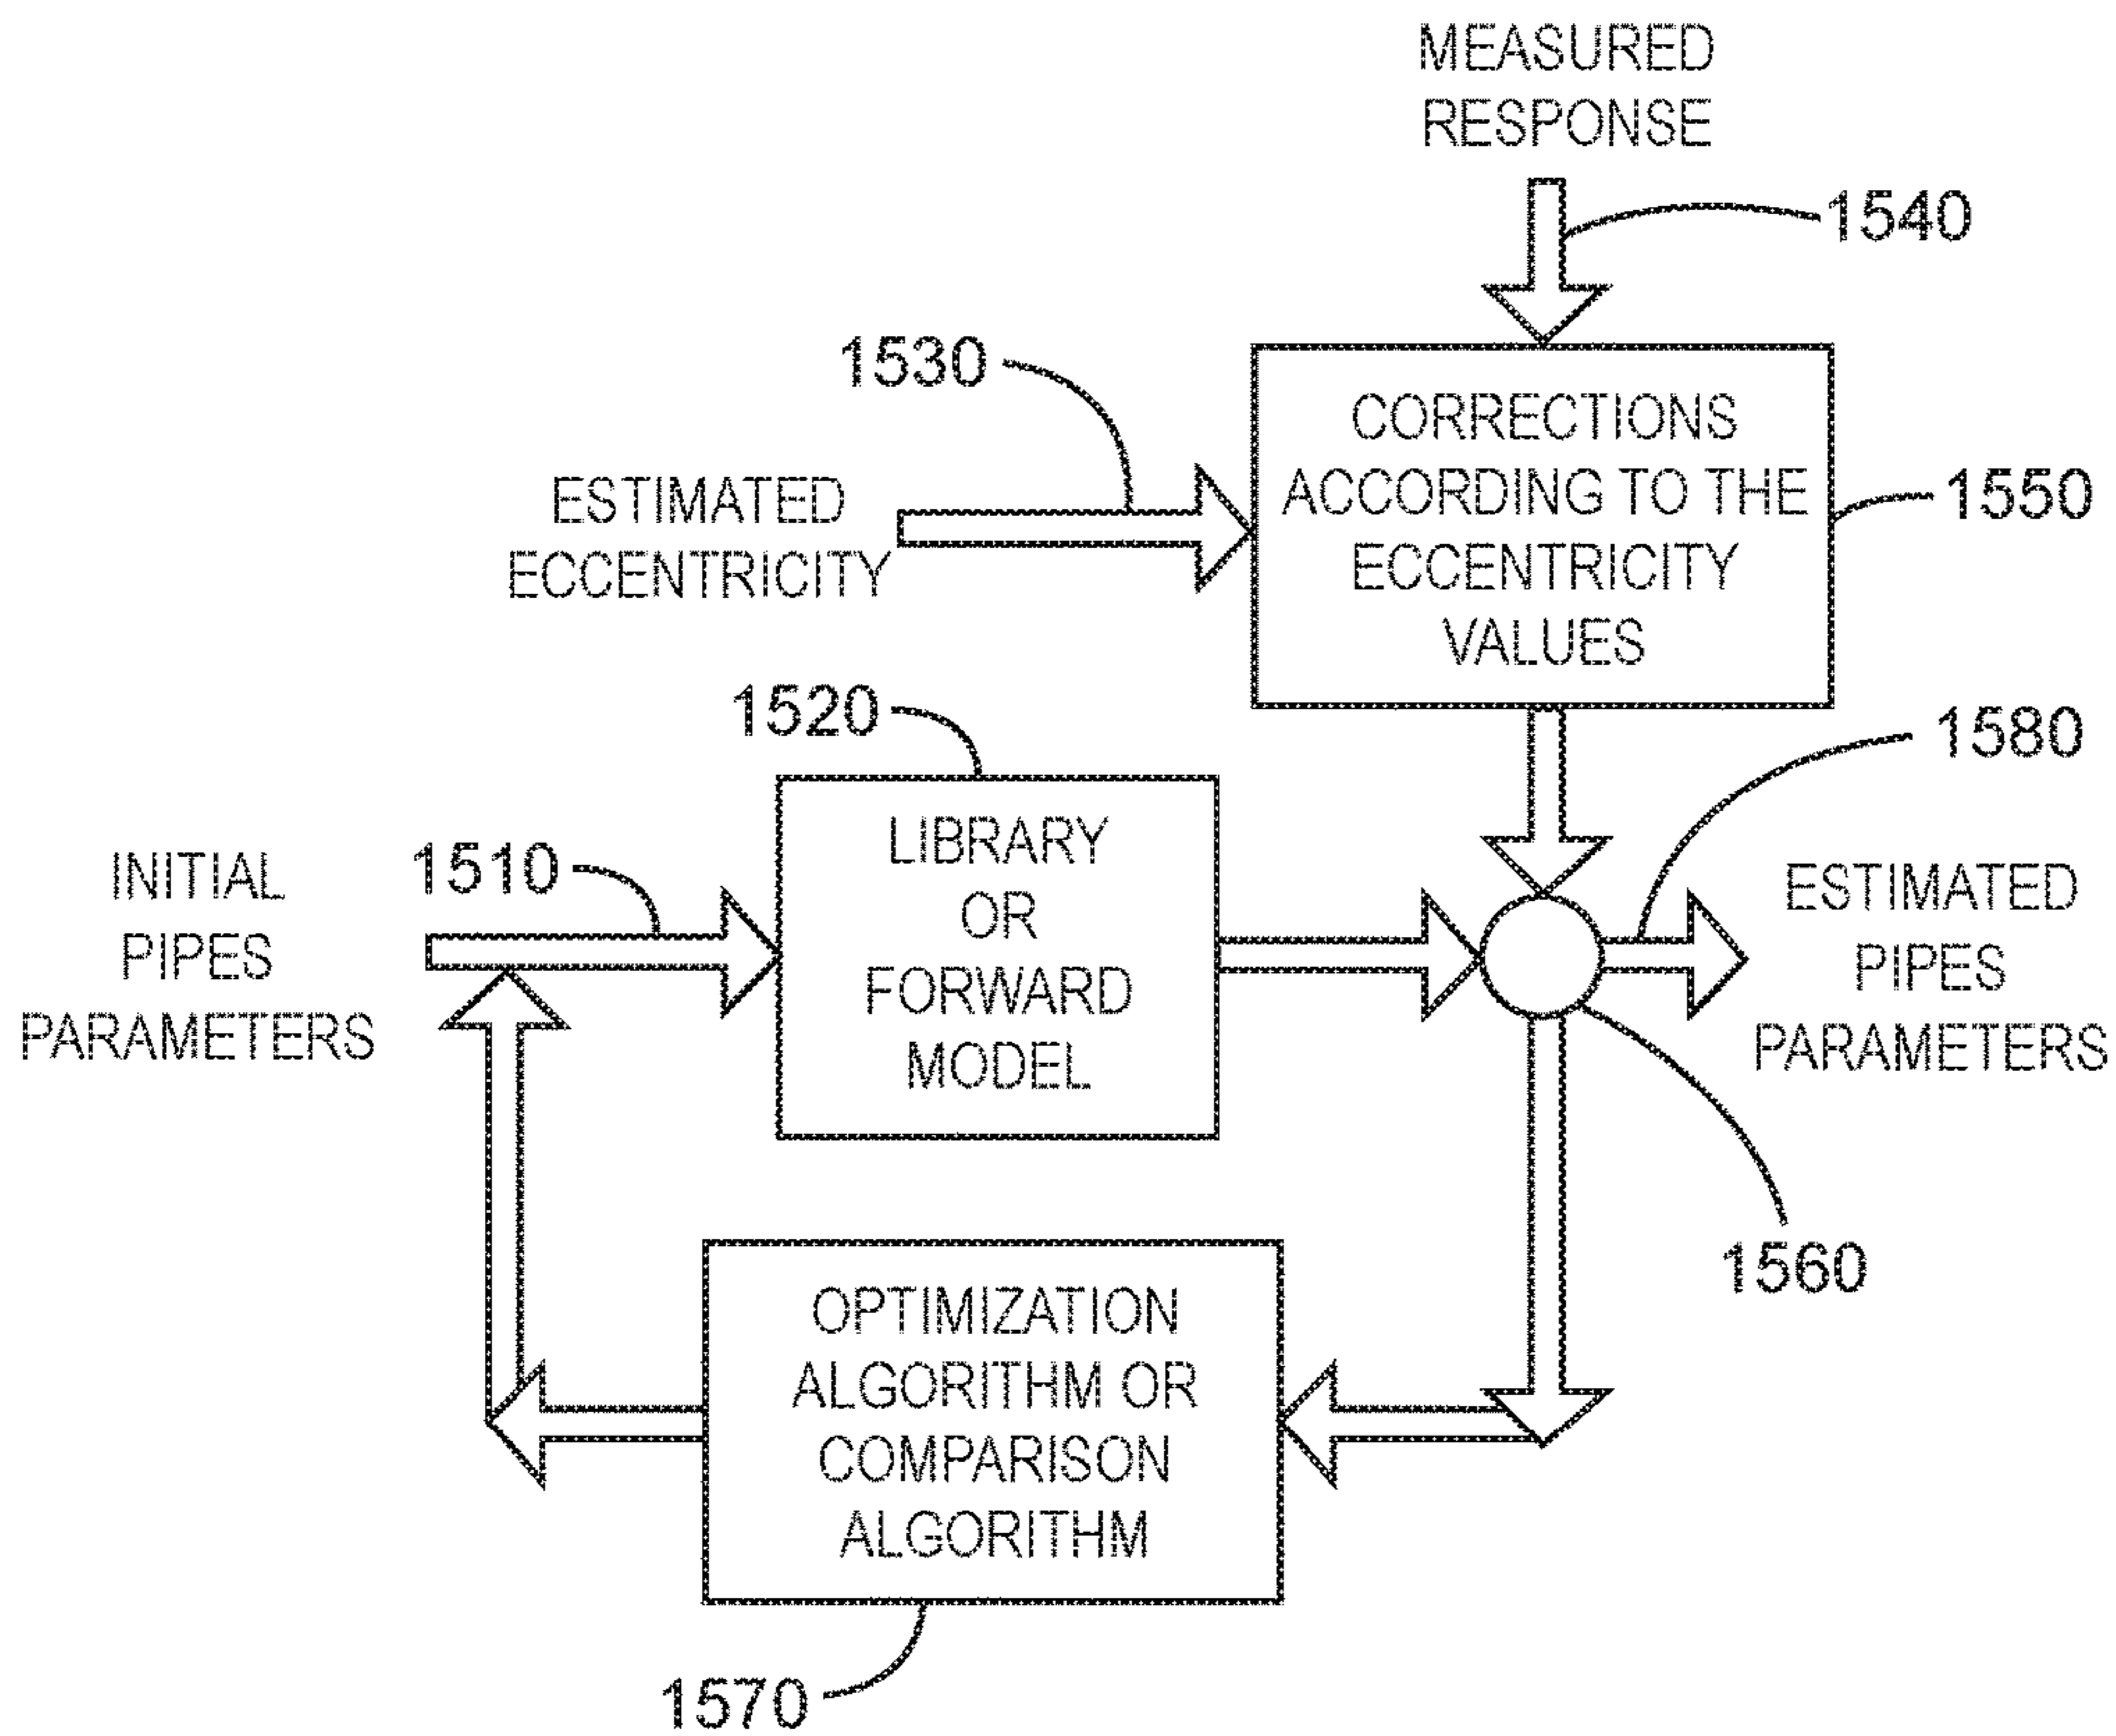 MEASURED
RESPONSE
1540
1530
CORRECTIONS
ACCORDING TO THE
ECCENTRICITY
VALUES
1550
ESTIMATED
ECCENTRICITY
1520
1580
LIBRARY
OR
FORWARD
MODEL
INITIAL
PIPES
PARAMETERS
1510
ESTIMATED
PIPES
PARAMETERS
1560
OPTIMIZATION
ALGORITHM OR
COMPARISON
ALGORITHM
1570